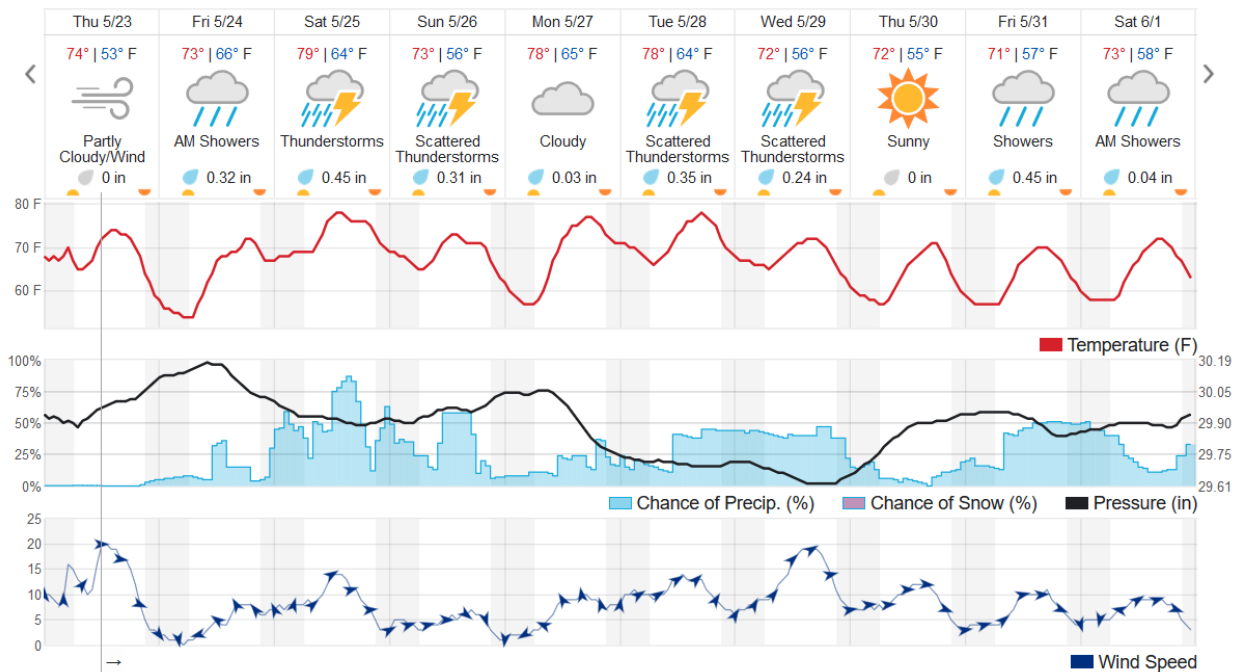 Thu 5/23 Fri 5/24 Sat 5/25 Sun 5/26 Mon 5/27 Tue 5/28 Wed 5/29 Thu 5/30 Fri 5/31 Sat 6/1
74° | 53° F 73° | 66° F 79° | 64° F 73° | 56° F 78° | 65° F 78° | 64° F 72° | 56° F 72° | 55° F 71° | 57° F 73° | 58° F
Partly AM Showers Thunderstorms Scattered Cloudy Scattered Scattered Sunny Showers AM Showers
Cloudy/Wind Thunderstorms Thunderstorms Thunderstorms
0 in 0.32 in 0.45 in 0.31 in 0.03 in 0.35 in 0.24 in 0 in 0.45 in 0.04 in
80 F
70 F
60 F
Temperature (F)
100% 30.19
75% 30.05
50% 29.90
25% 29.75
0% 29.61
Chance of Precip. (%) Chance of Snow (%) Pressure (in)
25
20
15
10
5
0
→ Wind Speed